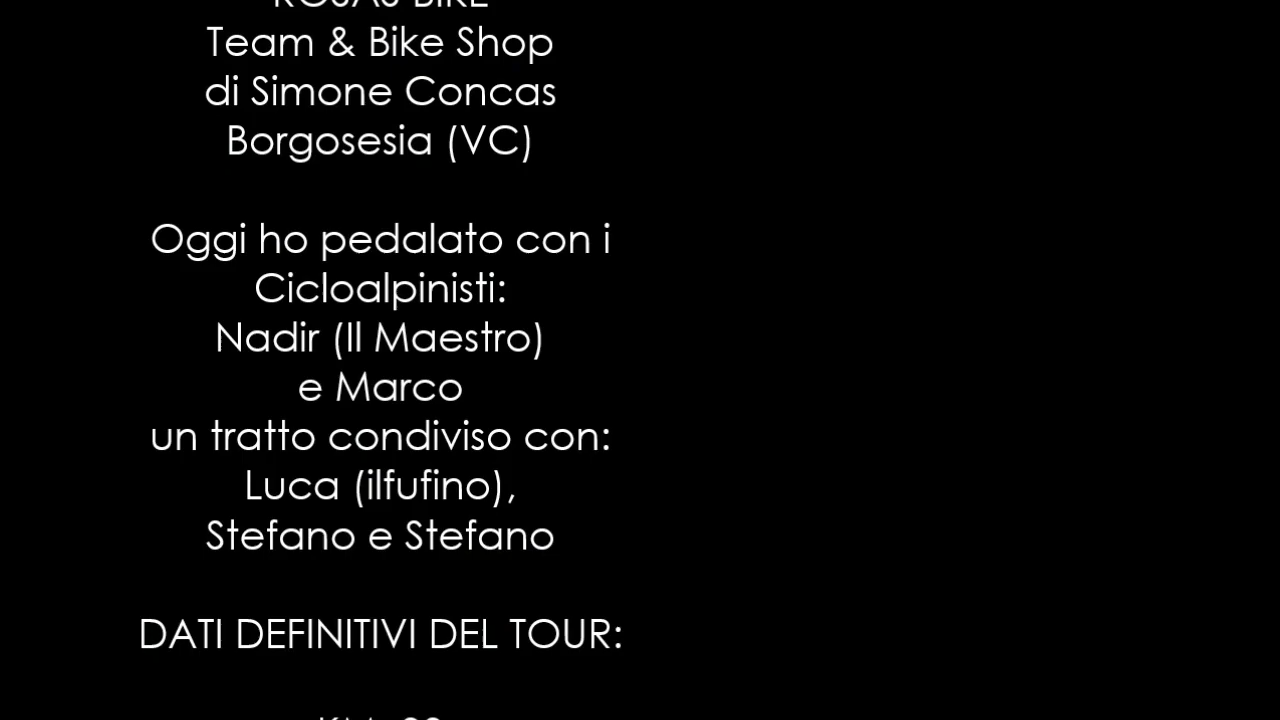 Team & Bike Shop
di Simone Concas
Borgosesia (VC)
Oggi ho pedalato con i
Cicloalpinisti:
Nadir (Il Maestro)
e Marco
un tratto condiviso con:
Luca (ilfufino),
Stefano e Stefano
DATI DEFINITIVI DEL TOUR: